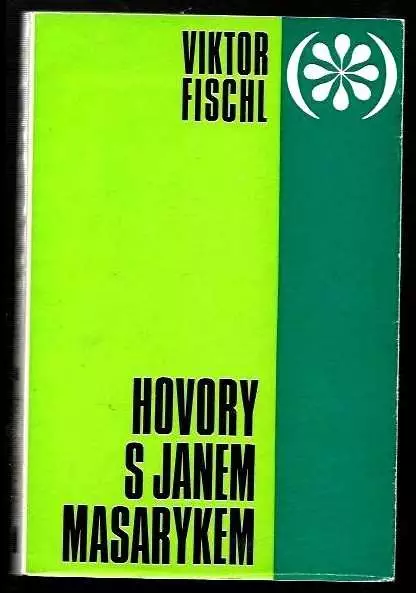 VIKTOR
FISCHL
HOVORY
S JANEM
MASARYKEM